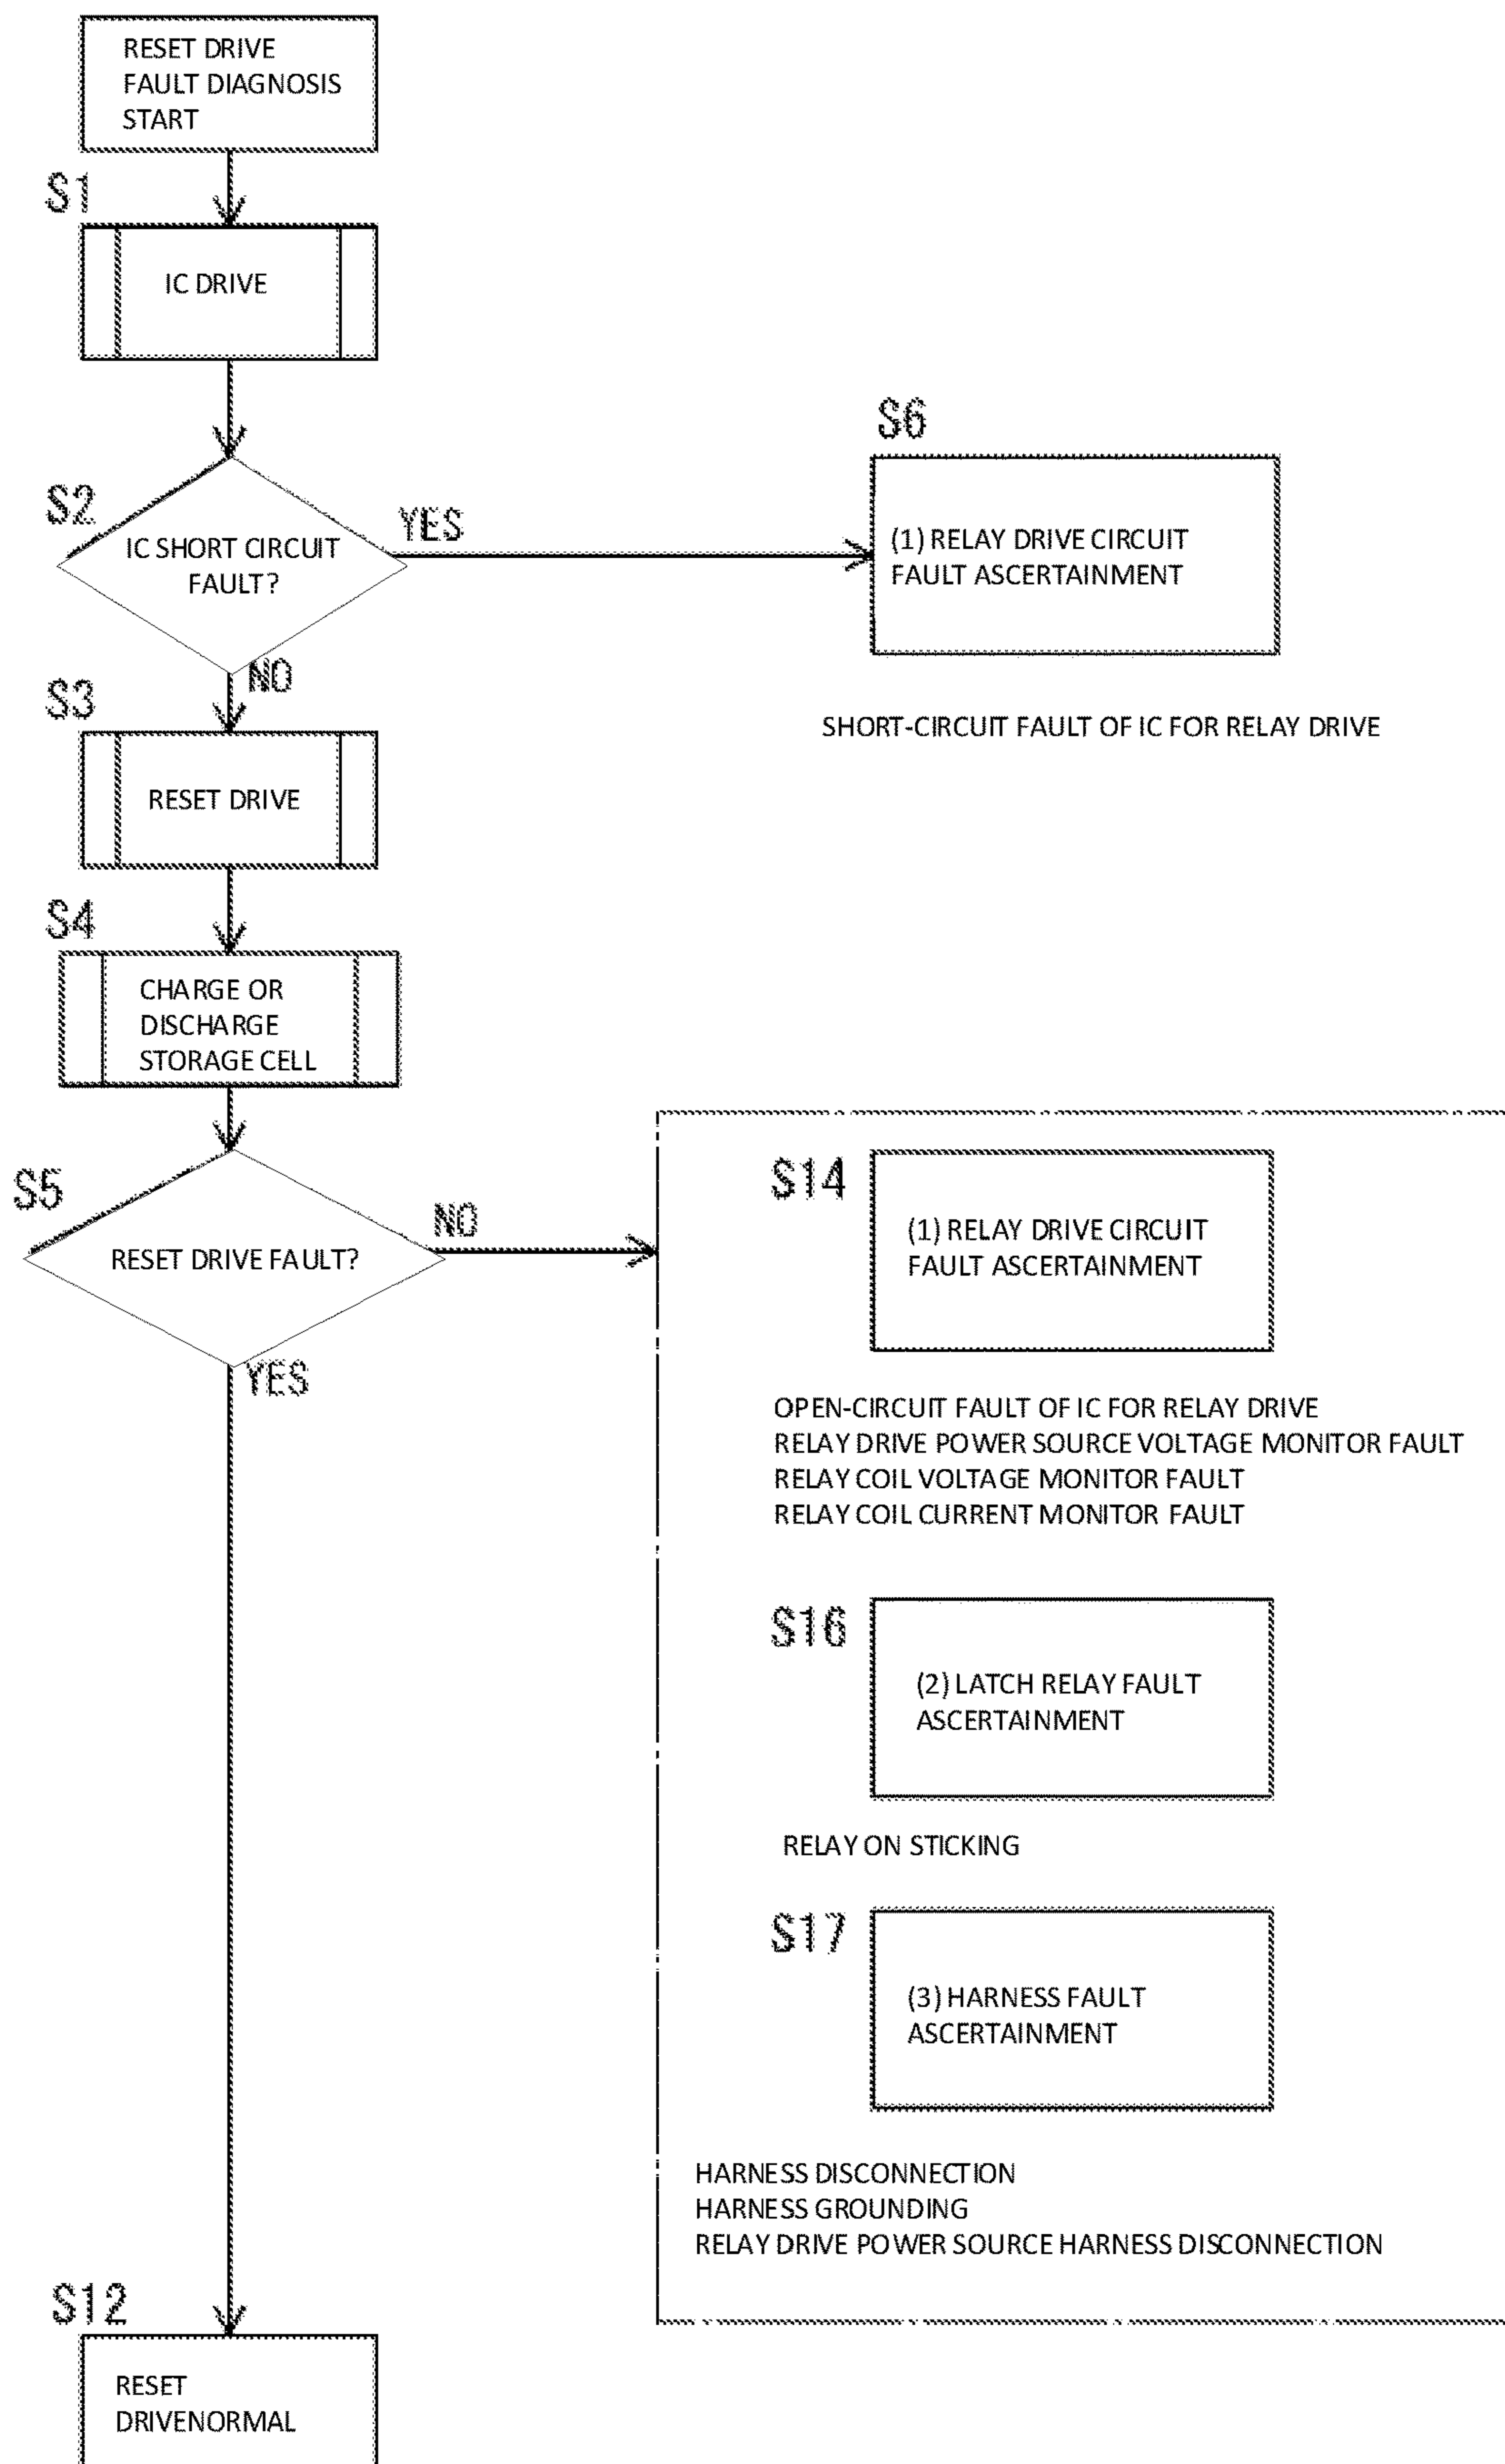 RESET DRIVE
FAULT DIAGNOSIS
START
S1
IC DRIVE
S2
IC SHORT CIRCUIT
FAULT?
YES
S6
(1) RELAY DRIVE CIRCUIT
FAULT ASCERTAINMENT
SHORT-CIRCUIT FAULT OF IC FOR RELAY DRIVE
NO
S3
RESET DRIVE
S4
CHARGE OR
DISCHARGE
STORAGE CELL
S5
RESET DRIVE FAULT?
NO
YES
S14
(1) RELAY DRIVE CIRCUIT
FAULT ASCERTAINMENT
OPEN-CIRCUIT FAULT OF IC FOR RELAY DRIVE
RELAY DRIVE POWER SOURCE VOLTAGE MONITOR FAULT
RELAY COIL VOLTAGE MONITOR FAULT
RELAY COIL CURRENT MONITOR FAULT
S16
(2) LATCH RELAY FAULT
ASCERTAINMENT
RELAY ON STICKING
S17
(3) HARNESS FAULT
ASCERTAINMENT
HARNESS DISCONNECTION
HARNESS GROUNDING
RELAY DRIVE POWER SOURCE HARNESS DISCONNECTION
S12
RESET
DRIVENORMAL